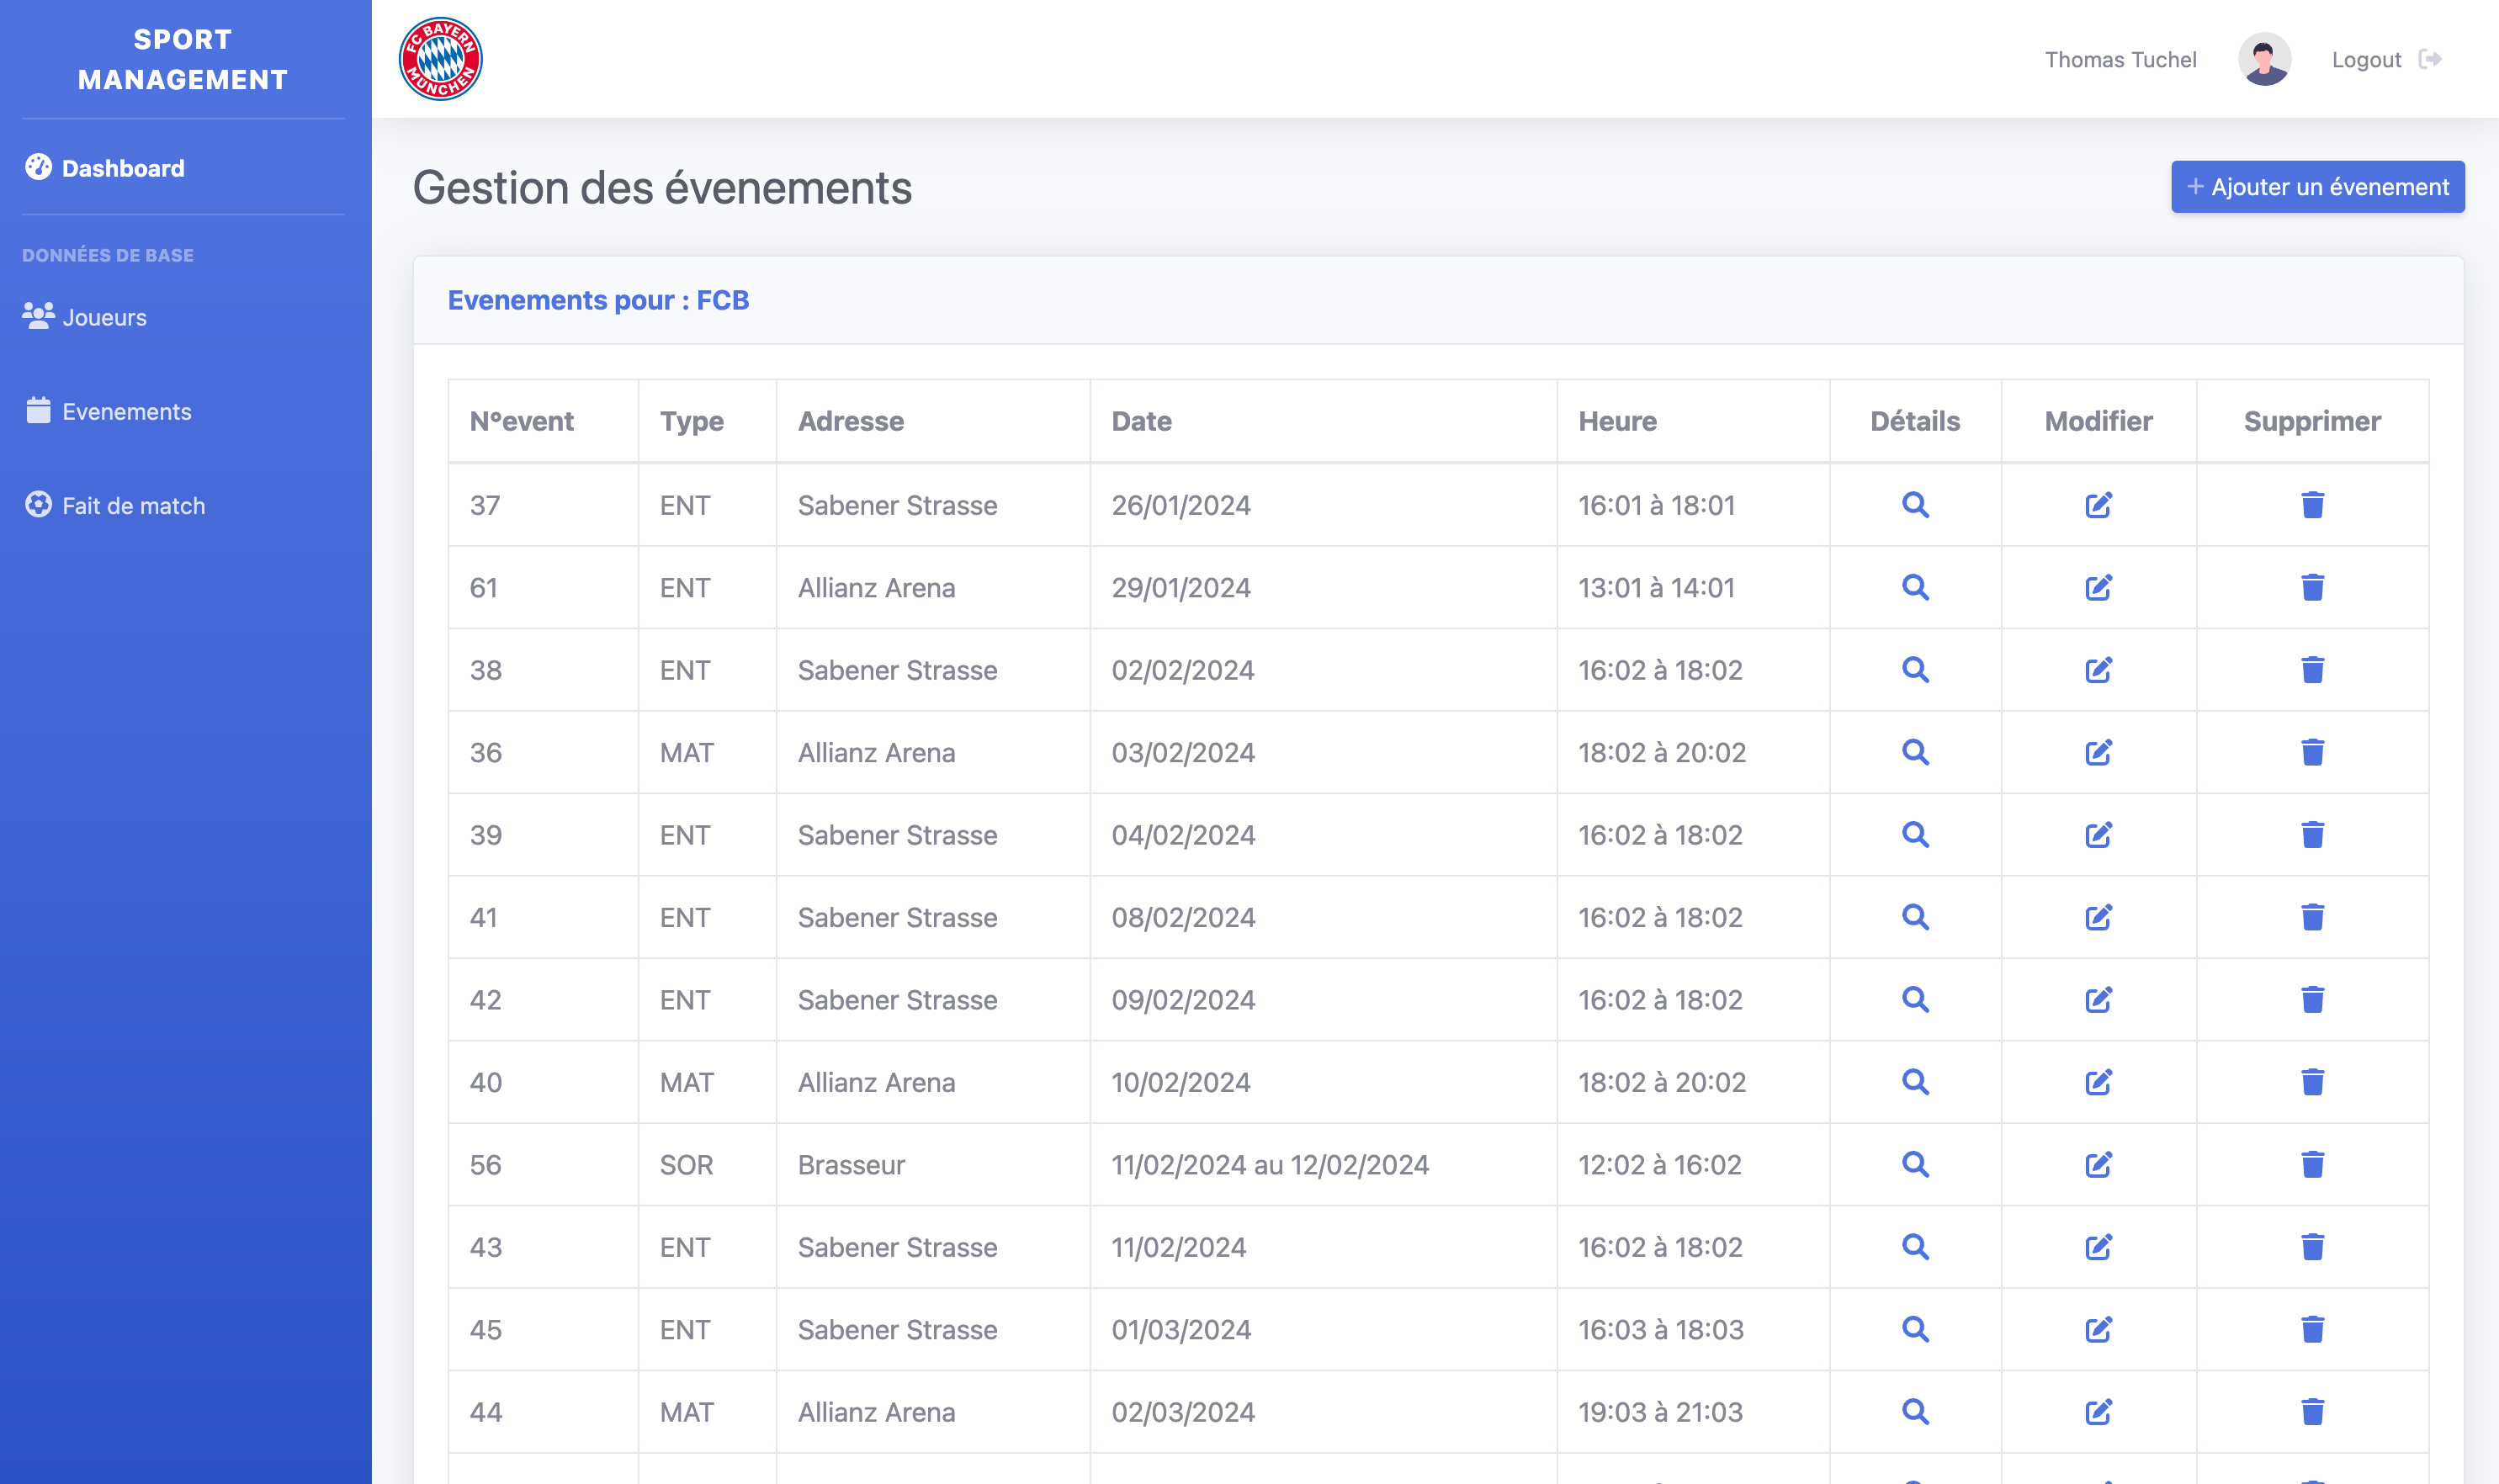 SPORT
MANAGEMENT
Dashboard
DONNÉES DE BASE
Joueurs
Evenements
Fait de match
FC BAYERN
MÜNCHEN
Thomas Tuchel
Logout
Gestion des évenements
+ Ajouter un évenement
Evenements pour : FCB
N°event Type Adresse Date Heure Détails Modifier Supprimer
37 ENT Sabener Strasse 26/01/2024 16:01 à 18:01
61 ENT Allianz Arena 29/01/2024 13:01 à 14:01
38 ENT Sabener Strasse 02/02/2024 16:02 à 18:02
36 MAT Allianz Arena 03/02/2024 18:02 à 20:02
39 ENT Sabener Strasse 04/02/2024 16:02 à 18:02
41 ENT Sabener Strasse 08/02/2024 16:02 à 18:02
42 ENT Sabener Strasse 09/02/2024 16:02 à 18:02
40 MAT Allianz Arena 10/02/2024 18:02 à 20:02
56 SOR Brasseur 11/02/2024 au 12/02/2024 12:02 à 16:02
43 ENT Sabener Strasse 11/02/2024 16:02 à 18:02
45 ENT Sabener Strasse 01/03/2024 16:03 à 18:03
44 MAT Allianz Arena 02/03/2024 19:03 à 21:03